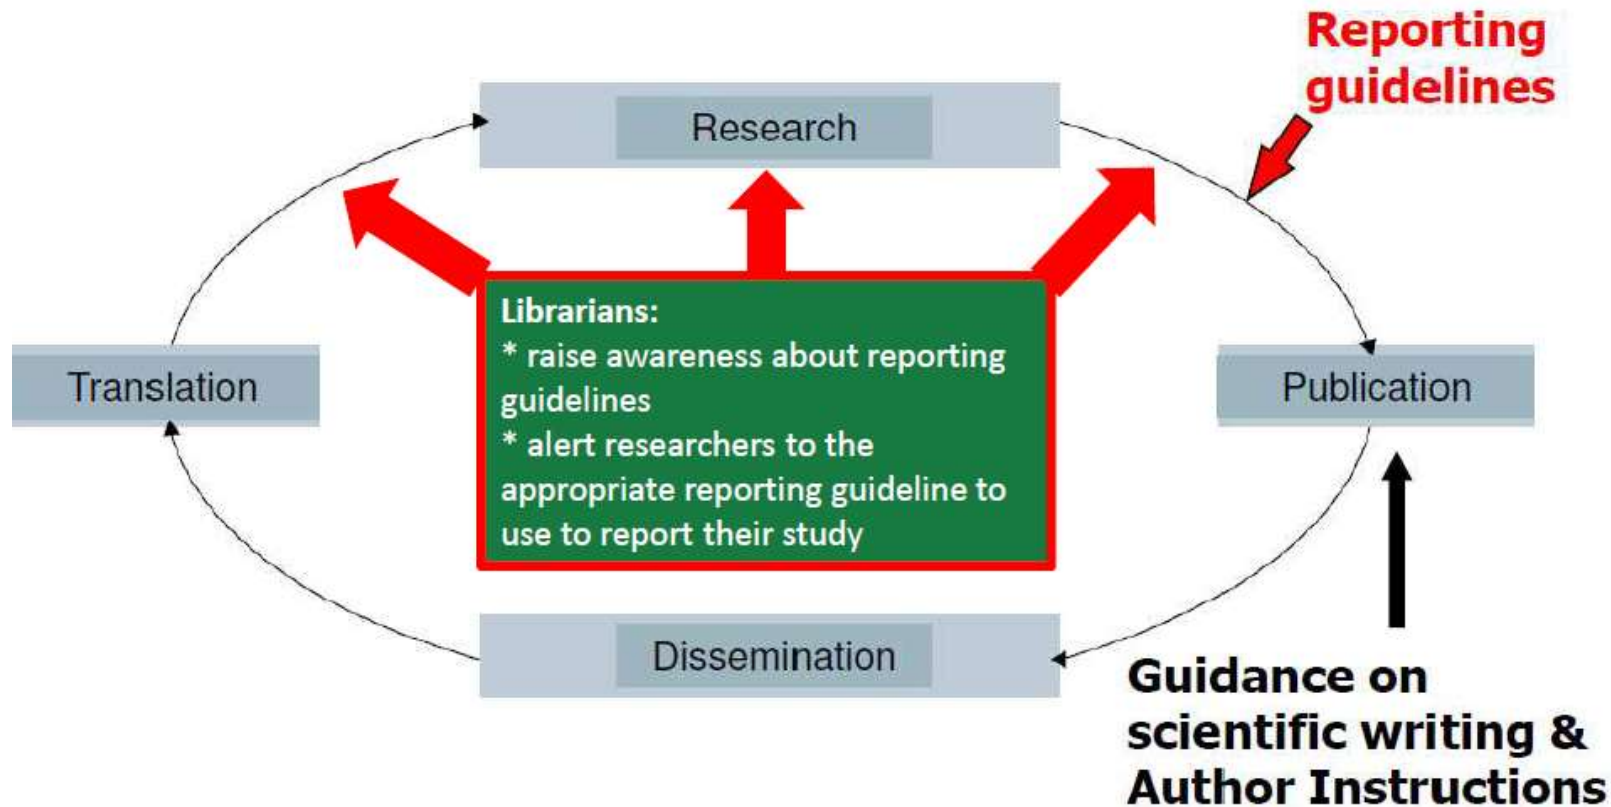 Reporting
guidelines
Research
Librarians:
* raise awareness about reporting
guidelines
* alert researchers to the
appropriate reporting guideline to
use to report their study
Translation
Publication
Dissemination
Guidance on
scientific writing &
Author Instructions